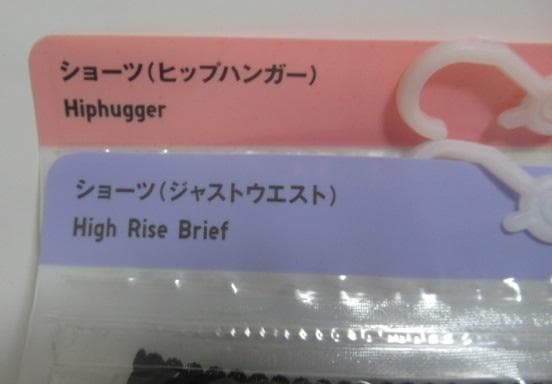 ショーツ(ヒップハンガー)
Hiphugger
ショーツ(ジャストウエスト)
High Rise Brief